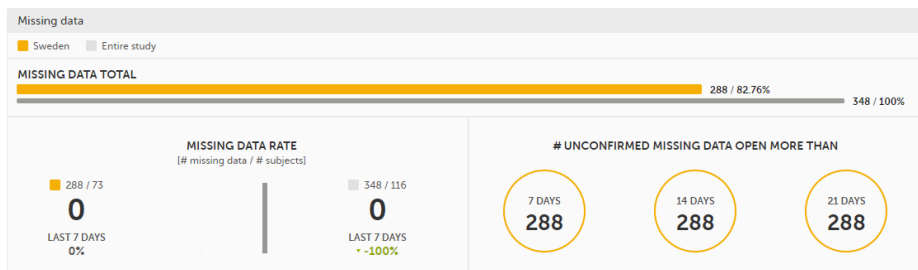 Missing data
Sweden Entire study
MISSING DATA TOTAL
288 / 82.76%
348 / 100%
MISSING DATA RATE
[# missing data / # subjects]
288 / 73
0
LAST 7 DAYS
0%
348 / 116
0
LAST 7 DAYS
-100%
# UNCONFIRMED MISSING DATA OPEN MORE THAN
7 DAYS
288
14 DAYS
288
21 DAYS
288